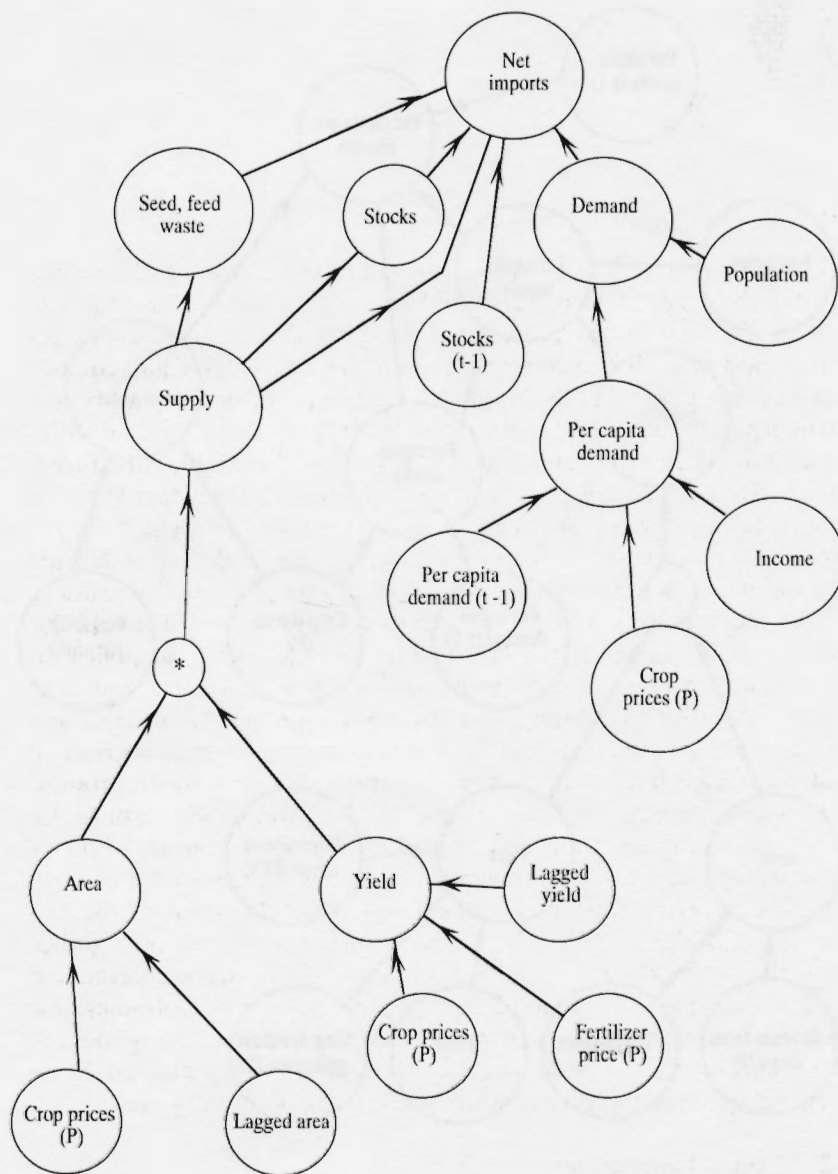 Net
imports
Seed, feed
waste
Stocks
Demand
Population
Stocks
(t-1)
Supply
Per capita
demand
Per capita
demand (t -1)
Income
*
Crop
prices (P)
Area
Yield
Lagged
yield
Crop prices
(P)
Fertilizer
price (P)
Crop prices
(P)
Lagged area